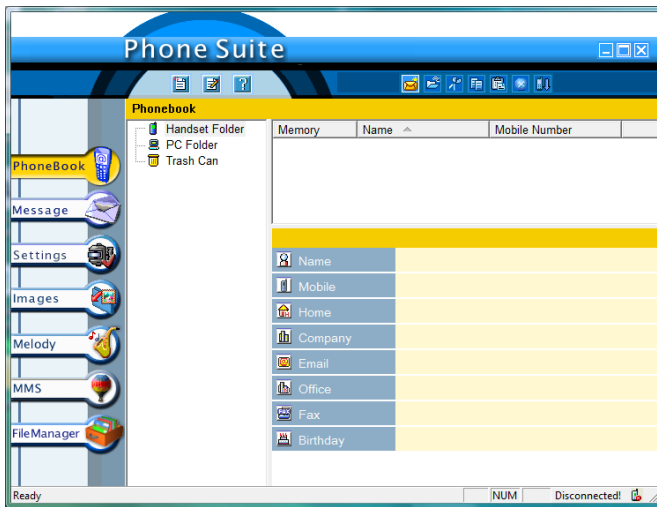 Phone Suite
Phonebook
Handset Folder
PC Folder
Trash Can
Memory Name Mobile Number
PhoneBook
Message
Settings
Images
Melody
MMS
FileManager
Name
Mobile
Home
Company
Email
Office
Fax
Birthday
Ready NUM Disconnected!